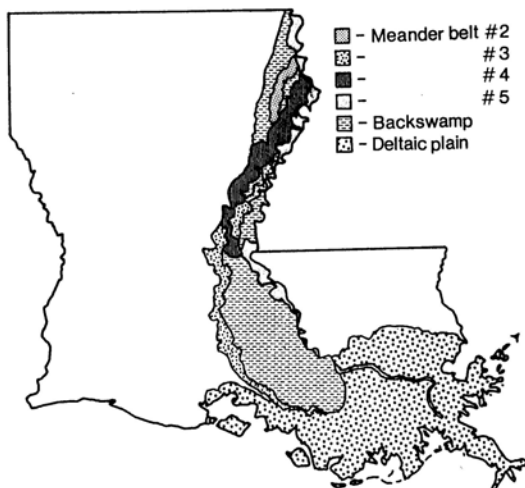 - Meander belt #2
- #3
- #4
- #5
- Backswamp
- Deltaic plain